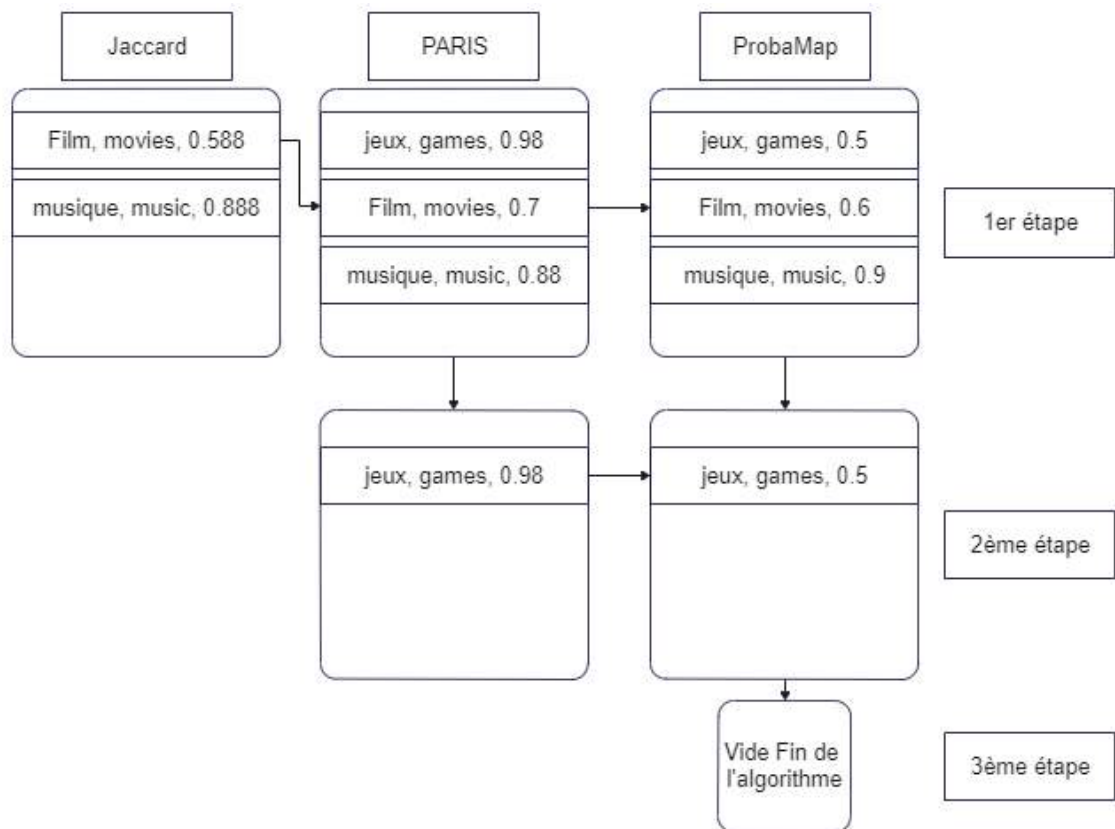 Jaccard
PARIS
ProbaMap
Film, movies, 0.588
jeux, games, 0.98
jeux, games, 0.5
musique, music, 0.888
Film, movies, 0.7
Film, movies, 0.6
1er étape
musique, music, 0.88
musique, music, 0.9
jeux, games, 0.98
jeux, games, 0.5
2ème étape
Vide Fin de
l'algorithme
3ème étape